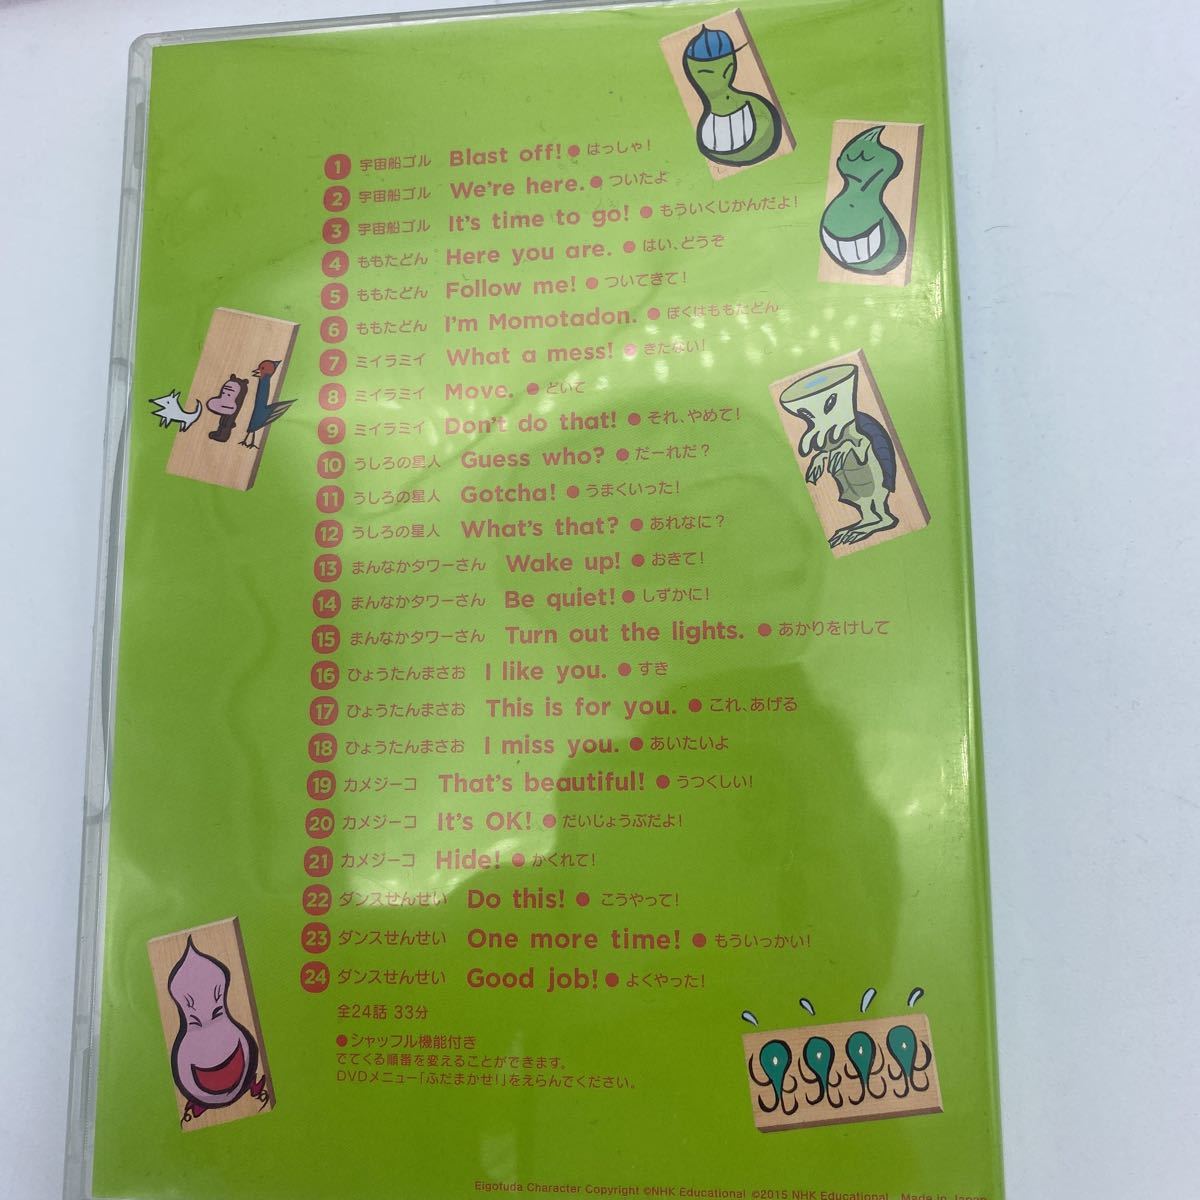 1 宇宙船ゴル Blast off! ● はっしゃ!
2 宇宙船ゴル We're here. ● ついたよ
3 宇宙船ゴル It's time to go! ● もういくじかんだよ!
4 ももたどん Here you are. ● はい、どうぞ
5 ももたどん Follow me! ● ついてきて!
6 ももたどん I'm Momotadon. ● ぼくはももたどん
7 ミイラミイ What a mess! ● きたない!
8 ミイラミイ Move. ● どいて
9 ミイラミイ Don't do that! ● それ、やめて!
10 うしろの星人 Guess who? ● だーれだ?
11 うしろの星人 Gotcha! ● うまくいった!
12 うしろの星人 What's that? ● あれなに?
13 まんなかタワーさん Wake up! ● おきて!
14 まんなかタワーさん Be quiet! ● しずかに!
15 まんなかタワーさん Turn out the lights. ● あかりをけして
16 ひょうたんまさお I like you. ● すき
17 ひょうたんまさお This is for you. ● これ、あげる
18 ひょうたんまさお I miss you. ● あいたいよ
19 カメジーコ That's beautiful! ● うつくしい!
20 カメジーコ It's OK! ● だいじょうぶだよ!
21 カメジーコ Hide! ● かくれて!
22 ダンスせんせい Do this! ● こうやって!
23 ダンスせんせい One more time! ● もういっかい!
24 ダンスせんせい Good job! ● よくやった!
全24話 33分
●シャッフル機能付き
でてくる順番を変えることができます。
DVDメニュー「ふだまかせ!」をえらんでください。
Eigofuda Character Copyright ©NHK Educational ©2015 NHK Educational Made in Japan